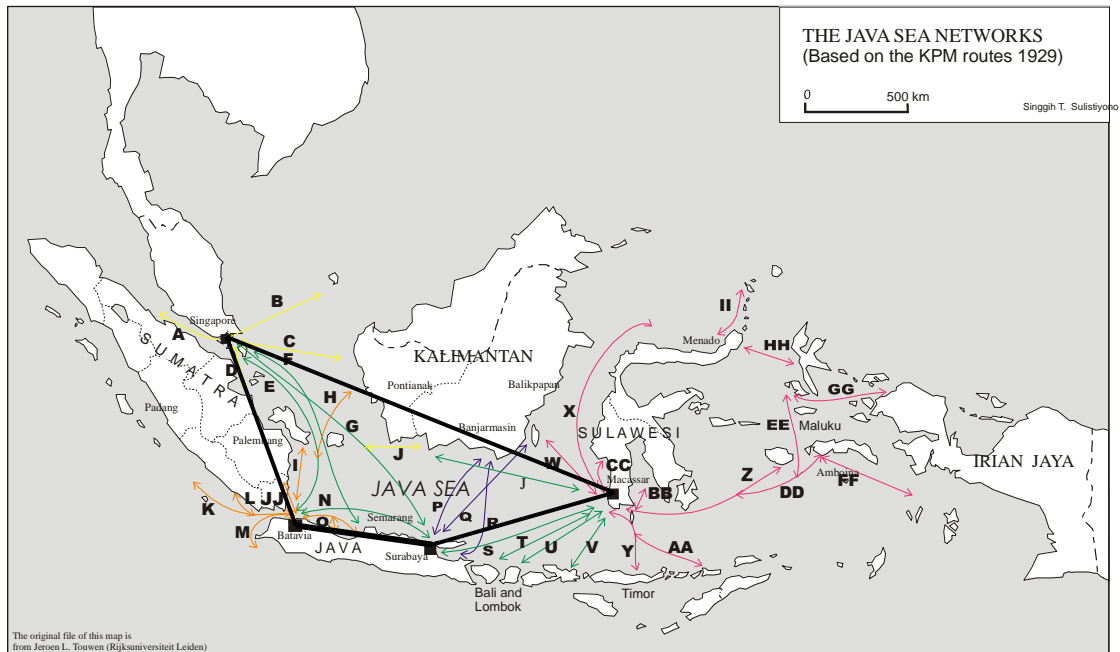 THE JAVA SEA NETWORKS
(Based on the KPM routes 1929)
0 500 km
Singgih T. Sulistiyono
B
Singapore
A
C
F
D
E
SUMATRA
KALIMANTAN
Menado
II
HH
H
Pontianak
Balikpapan
GG
Padang
G
X
EE
Maluku
Palembang
Banjarmasin
SULAWESI
J
I
W
CC
Macassar
Z
Amboina
IRIAN JAYA
FF
DD
K
L
JJ
N
JAVA SEA
J
BB
M
O
Semarang
P
Q
R
Batavia
JAVA
Surabaya
S
T
U
V
Y
AA
Bali and
Lombok
Timor
The original file of this map is
from Jeroen L. Touwen (Rijksuniversiteit Leiden)